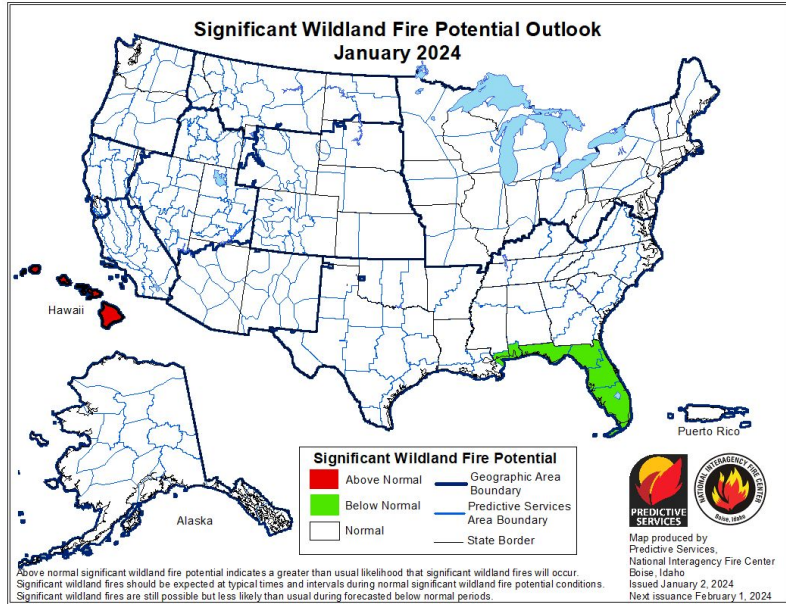 Significant Wildland Fire Potential Outlook
January 2024
Hawaii
Alaska
Puerto Rico
Significant Wildland Fire Potential
Above Normal
Below Normal
Normal
Geographic Area
Boundary
Predictive Services
Area Boundary
State Border
PREDICTIVE
SERVICES
NATIONAL INTERAGENCY FIRE CENTER
Boise, Idaho
Map produced by
Predictive Services,
National Interagency Fire Center
Boise, Idaho
Issued January 2, 2024
Next issuance February 1, 2024
Above normal significant wildland fire potential indicates a greater than usual likelihood that significant wildland fires will occur.
Significant wildland fires should be expected at typical times and intervals during normal significant wildland fire potential conditions.
Significant wildland fires are still possible but less likely than usual during forecasted below normal periods.